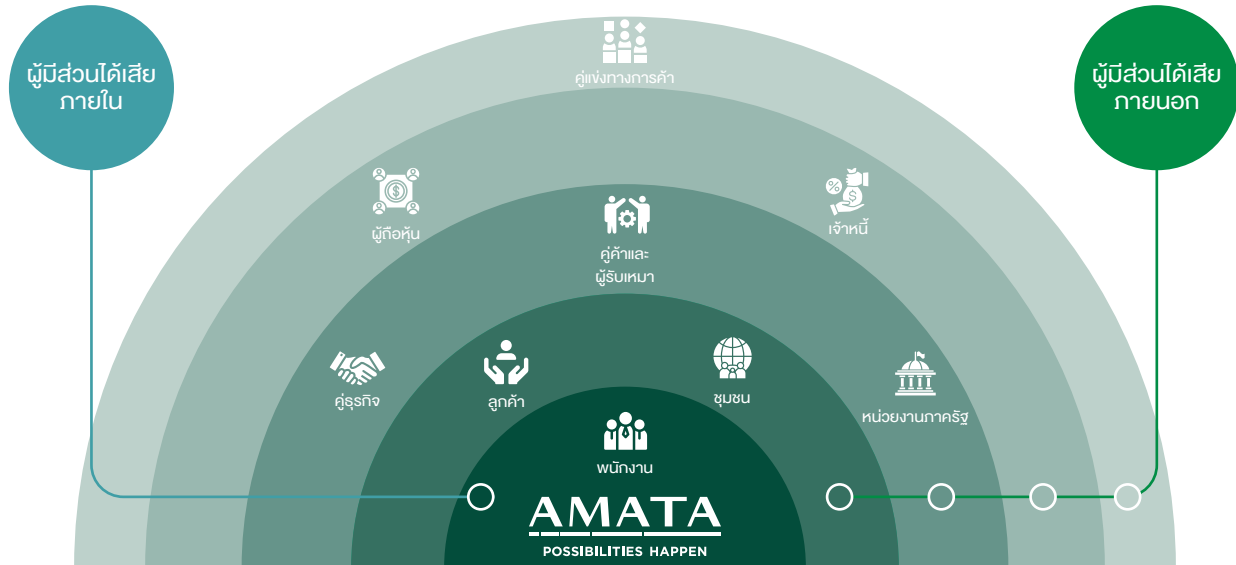 ผู้มีส่วนได้เสีย
ภายใน
ผู้มีส่วนได้เสีย
ภายนอก
คู่แข่งทางการค้า
ผู้ถือหุ้น
เจ้าหนี้
คู่ค้าและ
ผู้รับเหมา
คู่ธุรกิจ
ลูกค้า
ชุมชน
หน่วยงานภาครัฐ
พนักงาน
AMATA
POSSIBILITIES HAPPEN